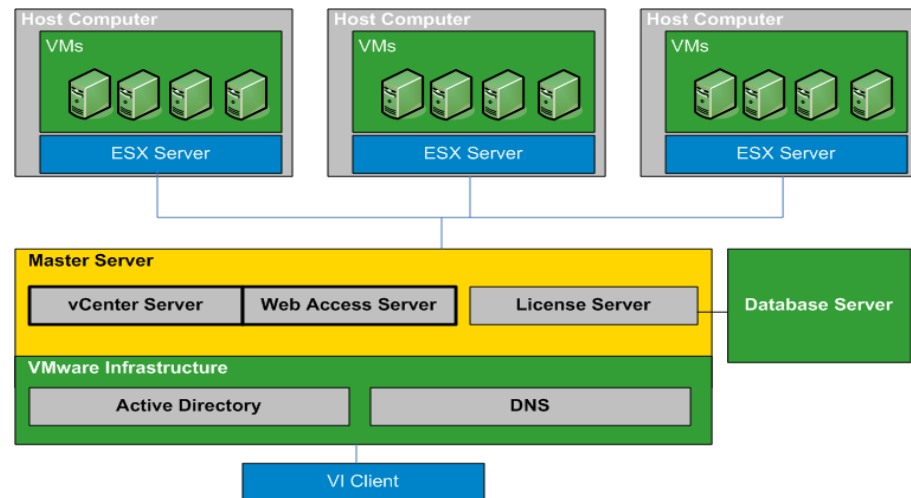 Host Computer
VMs
ESX Server
Host Computer
VMs
ESX Server
Host Computer
VMs
ESX Server
Master Server
vCenter Server
Web Access Server
License Server
Database Server
VMware Infrastructure
Active Directory
DNS
VI Client